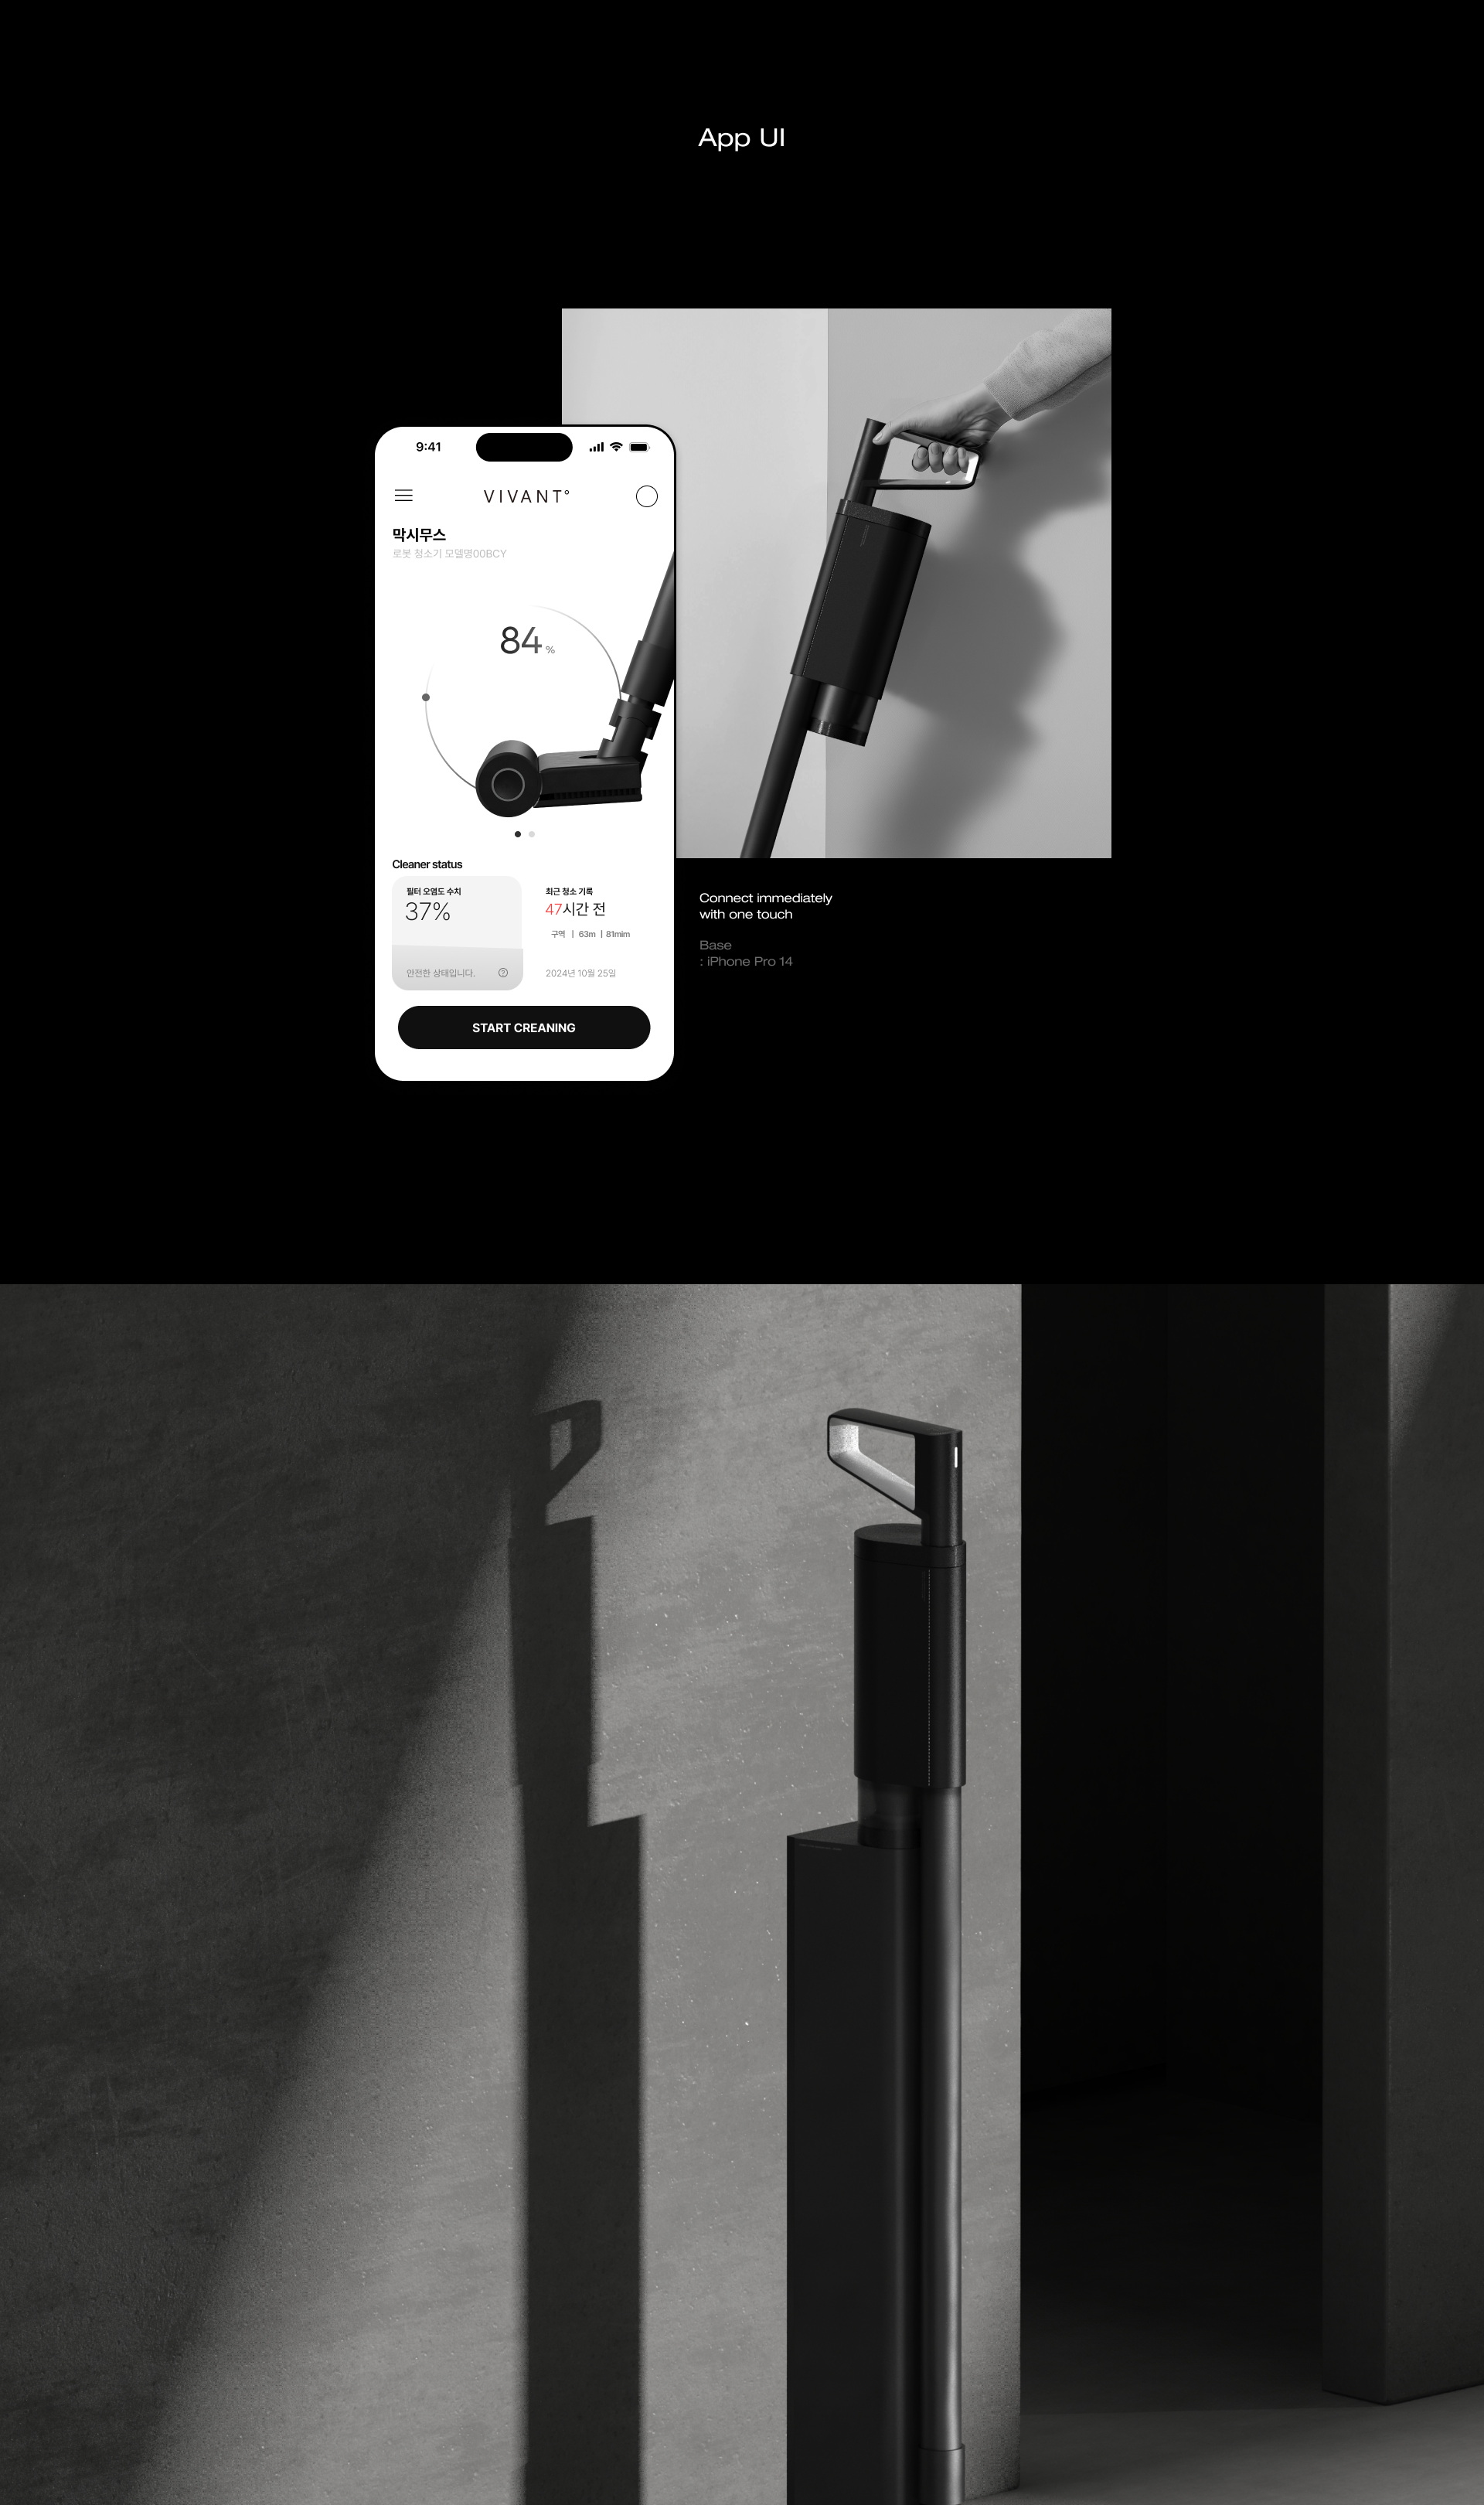 App UI
9:41
VIVANT°
막시무스
로봇 청소기 모델명00BCY
84 %
Cleaner status
필터 오염도 수치
37%
안전한 상태입니다.
최근 청소 기록
47시간 전
구역 | 63m | 81mim
2024년 10월 25일
START CREANING
Connect immediately
with one touch
Base
: iPhone Pro 14